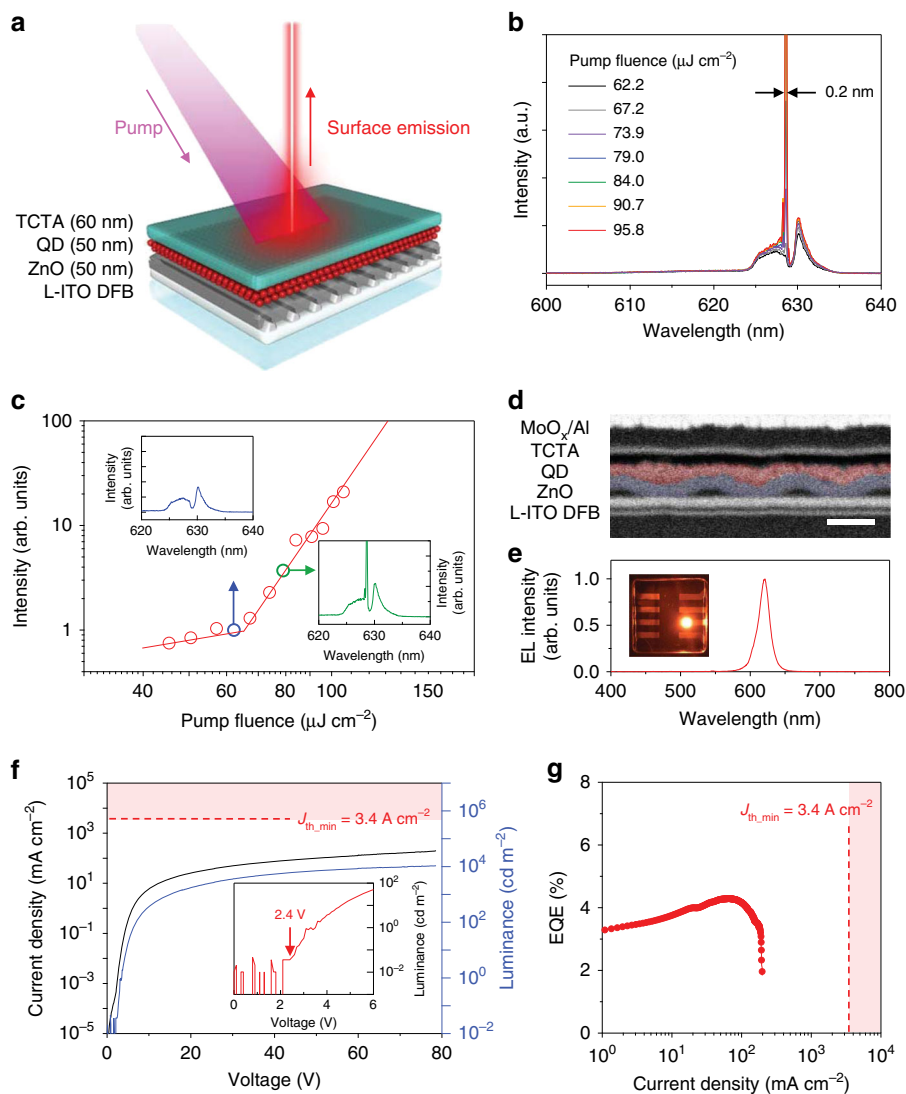 a
Pump
Surface emission
TCTA (60 nm)
QD (50 nm)
ZnO (50 nm)
L-ITO DFB
b
Pump fluence (μJ cm⁻²)
62.2
67.2
73.9
79.0
84.0
90.7
95.8
0.2 nm
Intensity (a.u.)
600 610 620 630 640
Wavelength (nm)
c
Intensity (arb. units)
100
10
1
40 60 80 100 150
Pump fluence (μJ cm⁻²)
Intensity
(arb. units)
620 630 640
Wavelength (nm)
Intensity
(arb. units)
620 630 640
Wavelength (nm)
d
MoOₓ/Al
TCTA
QD
ZnO
L-ITO DFB
e
EL intensity
(arb. units)
1.0
0.5
0.0
400 500 600 700 800
Wavelength (nm)
f
Current density (mA cm⁻²)
10⁵
10³
10¹
10⁻¹
10⁻³
10⁻⁵
0 20 40 60 80
Voltage (V)
Luminance (cd m⁻²)
10⁶
10⁴
10²
10⁰
10⁻²
J_th_min = 3.4 A cm⁻²
2.4 V
10²
10⁰
10⁻²
Luminance (cd m⁻²)
0 2 4 6
Voltage (V)
g
EQE (%)
8
6
4
2
0
J_th_min = 3.4 A cm⁻²
10⁰ 10¹ 10² 10³ 10⁴
Current density (mA cm⁻²)